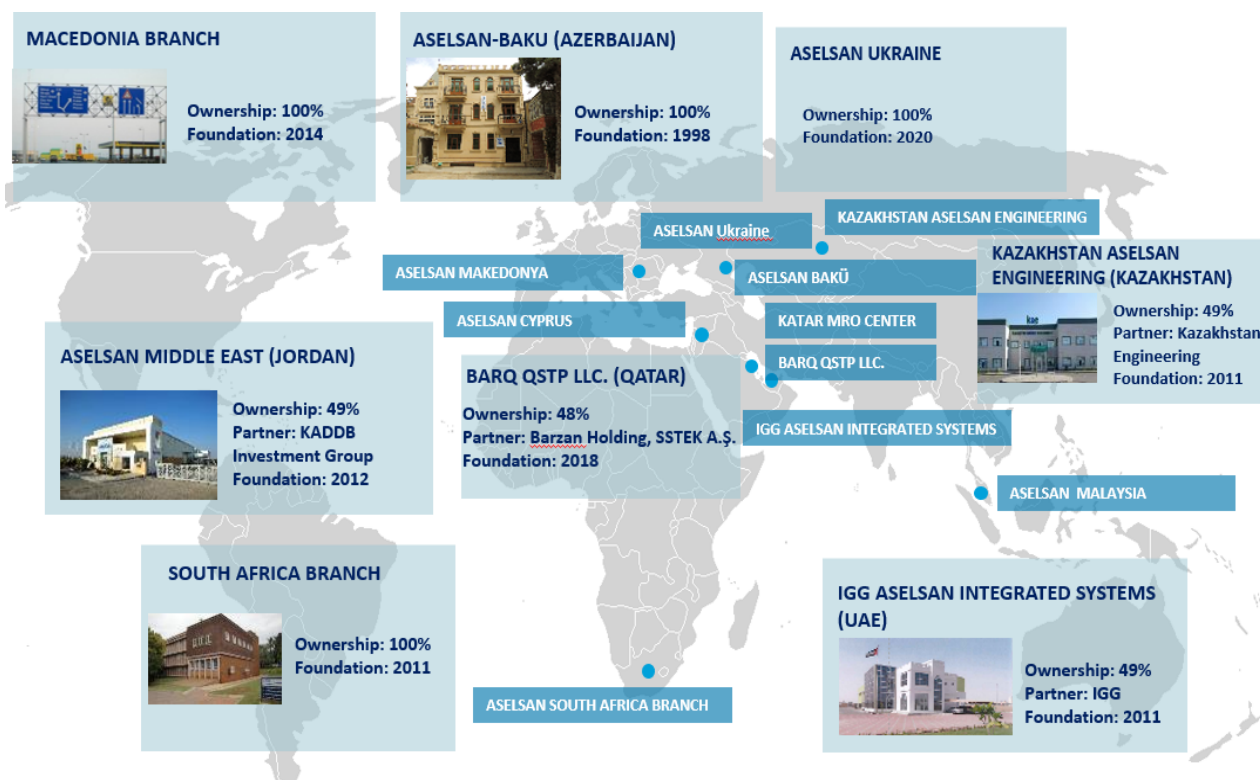 MACEDONIA BRANCH
Ownership: 100%
Foundation: 2014
ASELSAN-BAKU (AZERBAIJAN)
Ownership: 100%
Foundation: 1998
ASELSAN UKRAINE
Ownership: 100%
Foundation: 2020
KAZAKHSTAN ASELSAN ENGINEERING
ASELSAN Ukraine
ASELSAN MAKEDONYA
ASELSAN BAKÜ
ASELSAN CYPRUS
KATAR MRO CENTER
BARQ QSTP LLC.
IGG ASELSAN INTEGRATED SYSTEMS
ASELSAN MALAYSIA
ASELSAN SOUTH AFRICA BRANCH
KAZAKHSTAN ASELSAN
ENGINEERING (KAZAKHSTAN)
kae
Ownership: 49%
Partner: Kazakhstan
Engineering
Foundation: 2011
ASELSAN MIDDLE EAST (JORDAN)
Ownership: 49%
Partner: KADDB
Investment Group
Foundation: 2012
BARQ QSTP LLC. (QATAR)
Ownership: 48%
Partner: Barzan Holding, SSTEK A.Ş.
Foundation: 2018
SOUTH AFRICA BRANCH
Ownership: 100%
Foundation: 2011
IGG ASELSAN INTEGRATED SYSTEMS
(UAE)
Ownership: 49%
Partner: IGG
Foundation: 2011